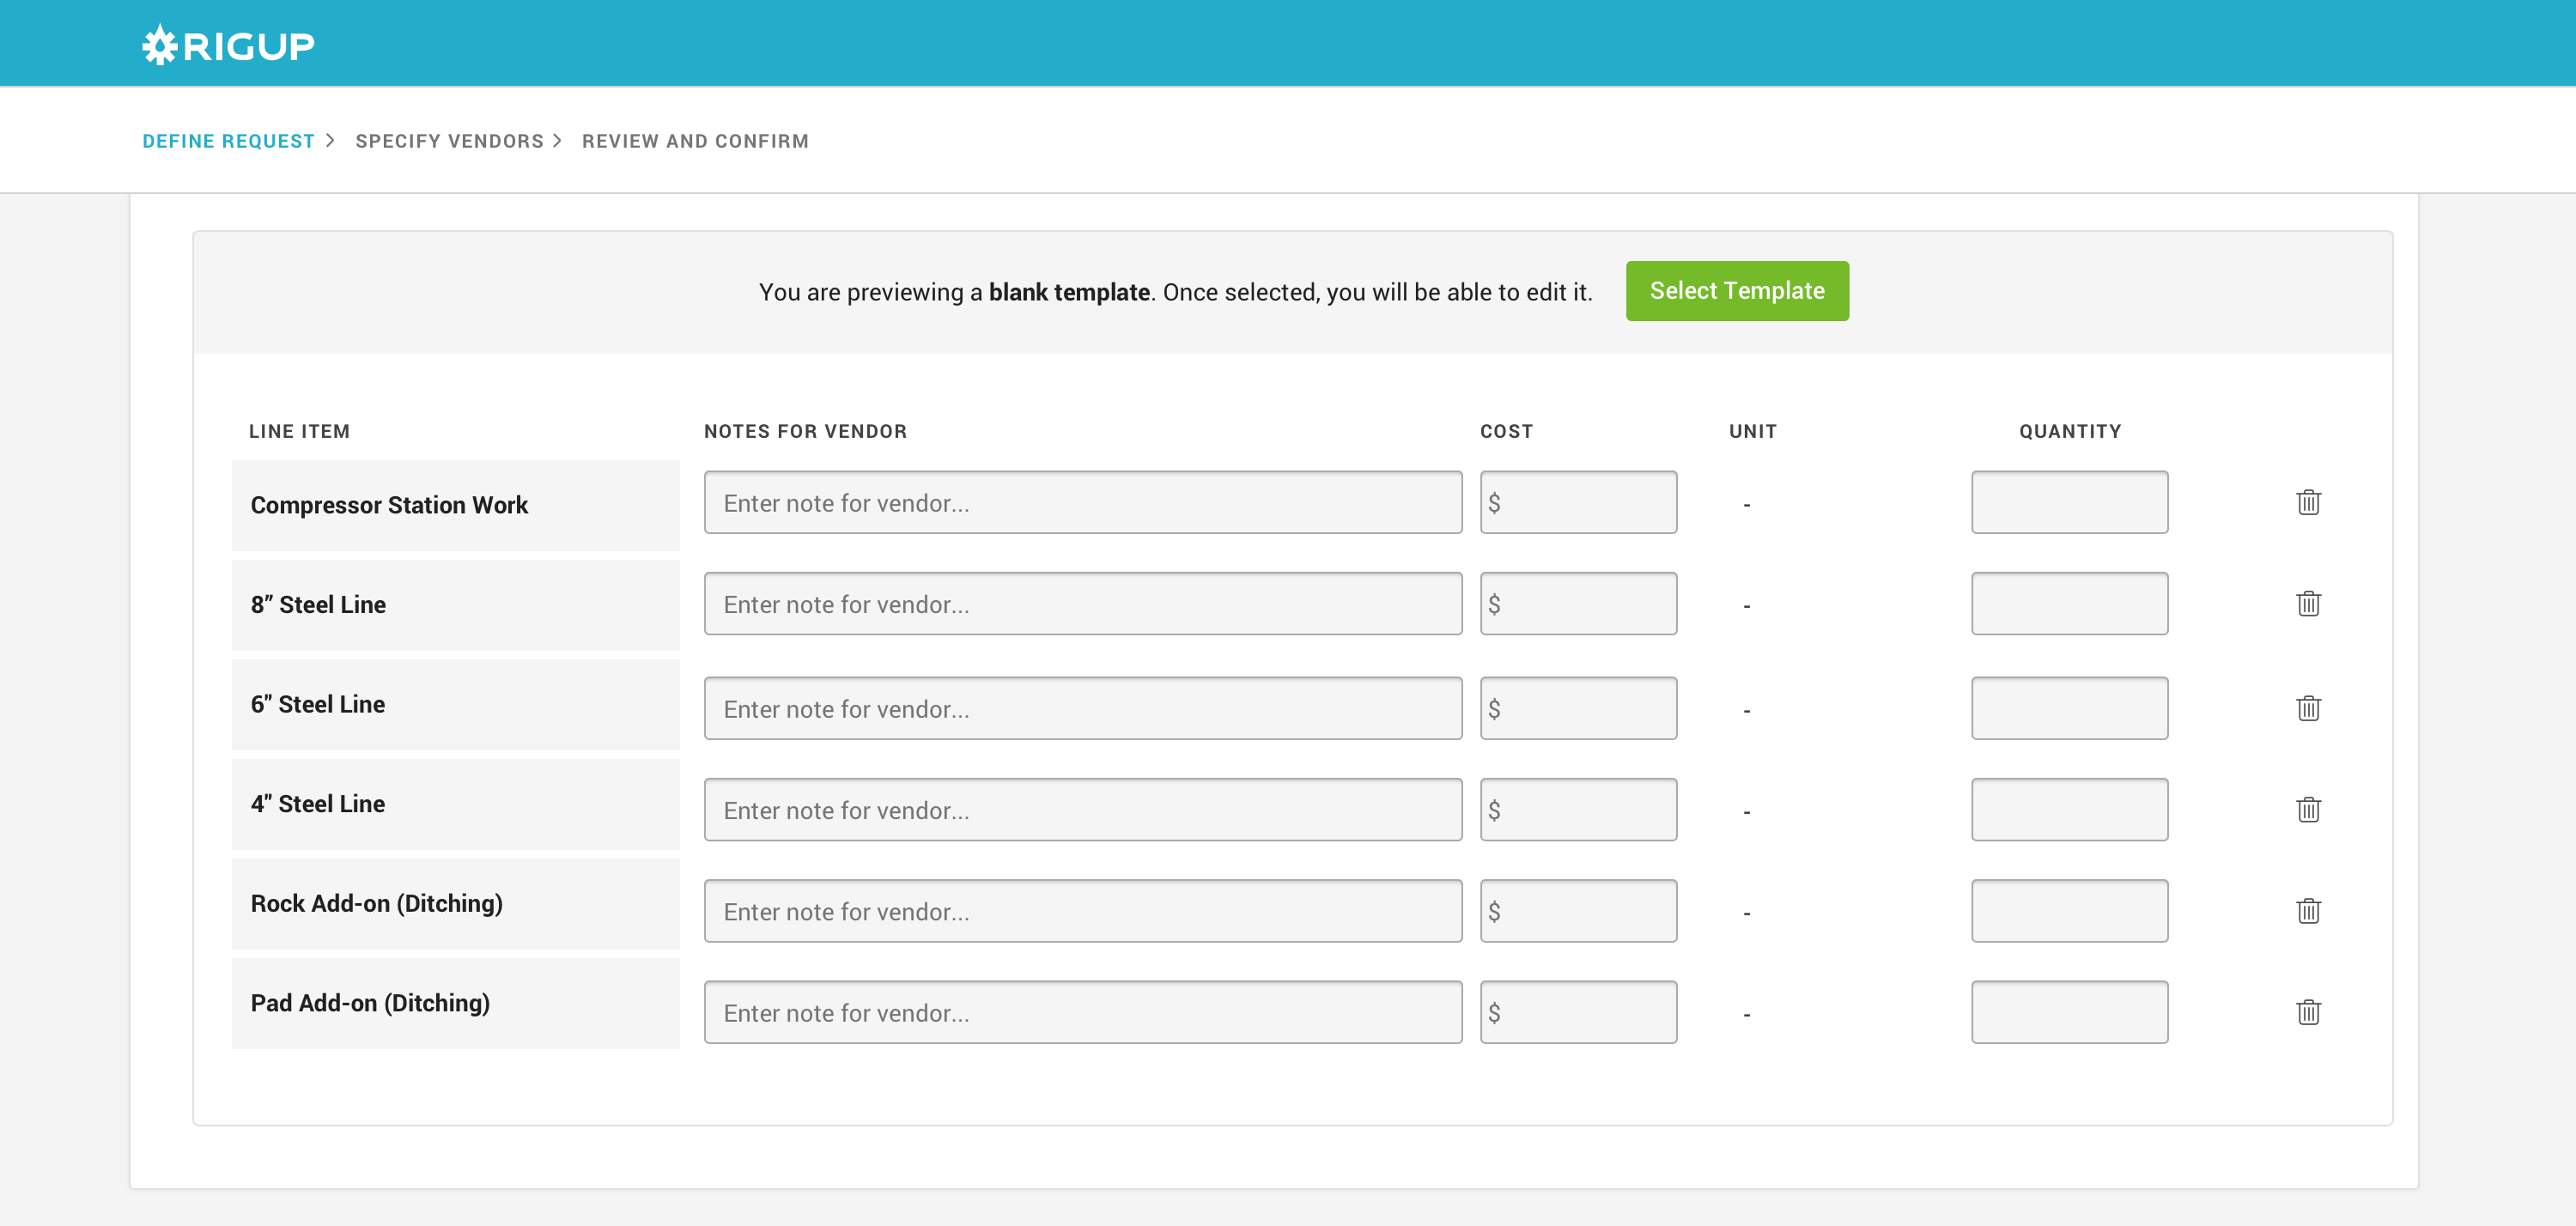 RIGUP
DEFINE REQUEST > SPECIFY VENDORS > REVIEW AND CONFIRM
You are previewing a blank template. Once selected, you will be able to edit it. Select Template
LINE ITEM NOTES FOR VENDOR COST UNIT QUANTITY
Compressor Station Work Enter note for vendor... $ -
8” Steel Line Enter note for vendor... $ -
6” Steel Line Enter note for vendor... $ -
4” Steel Line Enter note for vendor... $ -
Rock Add-on (Ditching) Enter note for vendor... $ -
Pad Add-on (Ditching) Enter note for vendor... $ -